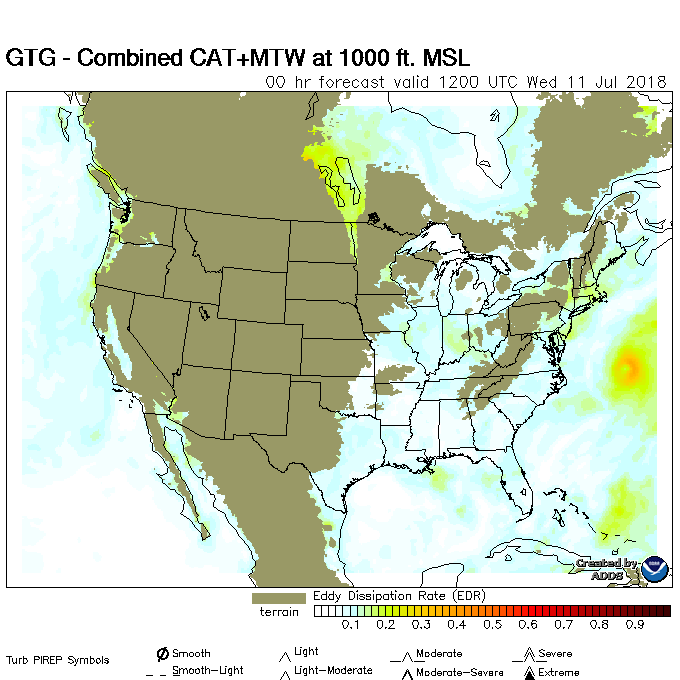 GTG - Combined CAT+MTW at 1000 ft. MSL
00 hr forecast valid 1200 UTC Wed 11 Jul 2018
Created by
ADDS
Eddy Dissipation Rate (EDR)
terrain
0.1 0.2 0.3 0.4 0.5 0.6 0.7 0.8 0.9
Turb PIREP Symbols
Smooth
Light
Moderate
Severe
Smooth-Light
Light-Moderate
Moderate-Severe
Extreme